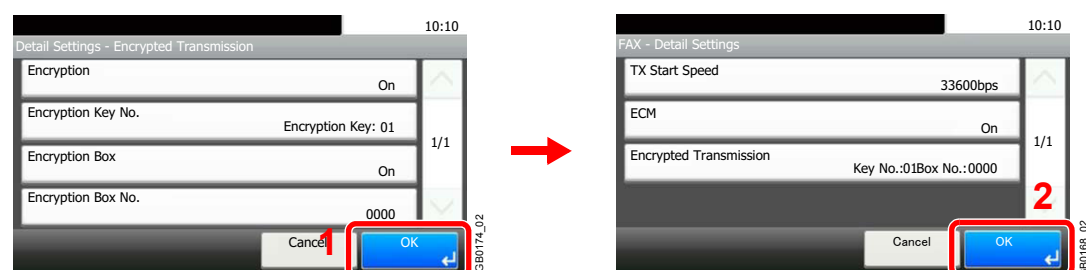 10:10
Detail Settings - Encrypted Transmission
Encryption
On
Encryption Key No.
Encryption Key: 01
1/1
Encryption Box
On
Encryption Box No.
0000
Cancel
1
OK
GB0174_02
10:10
FAX - Detail Settings
TX Start Speed
33600bps
ECM
On
1/1
Encrypted Transmission
Key No.:01Box No.:0000
2
Cancel
OK
GB0168_02